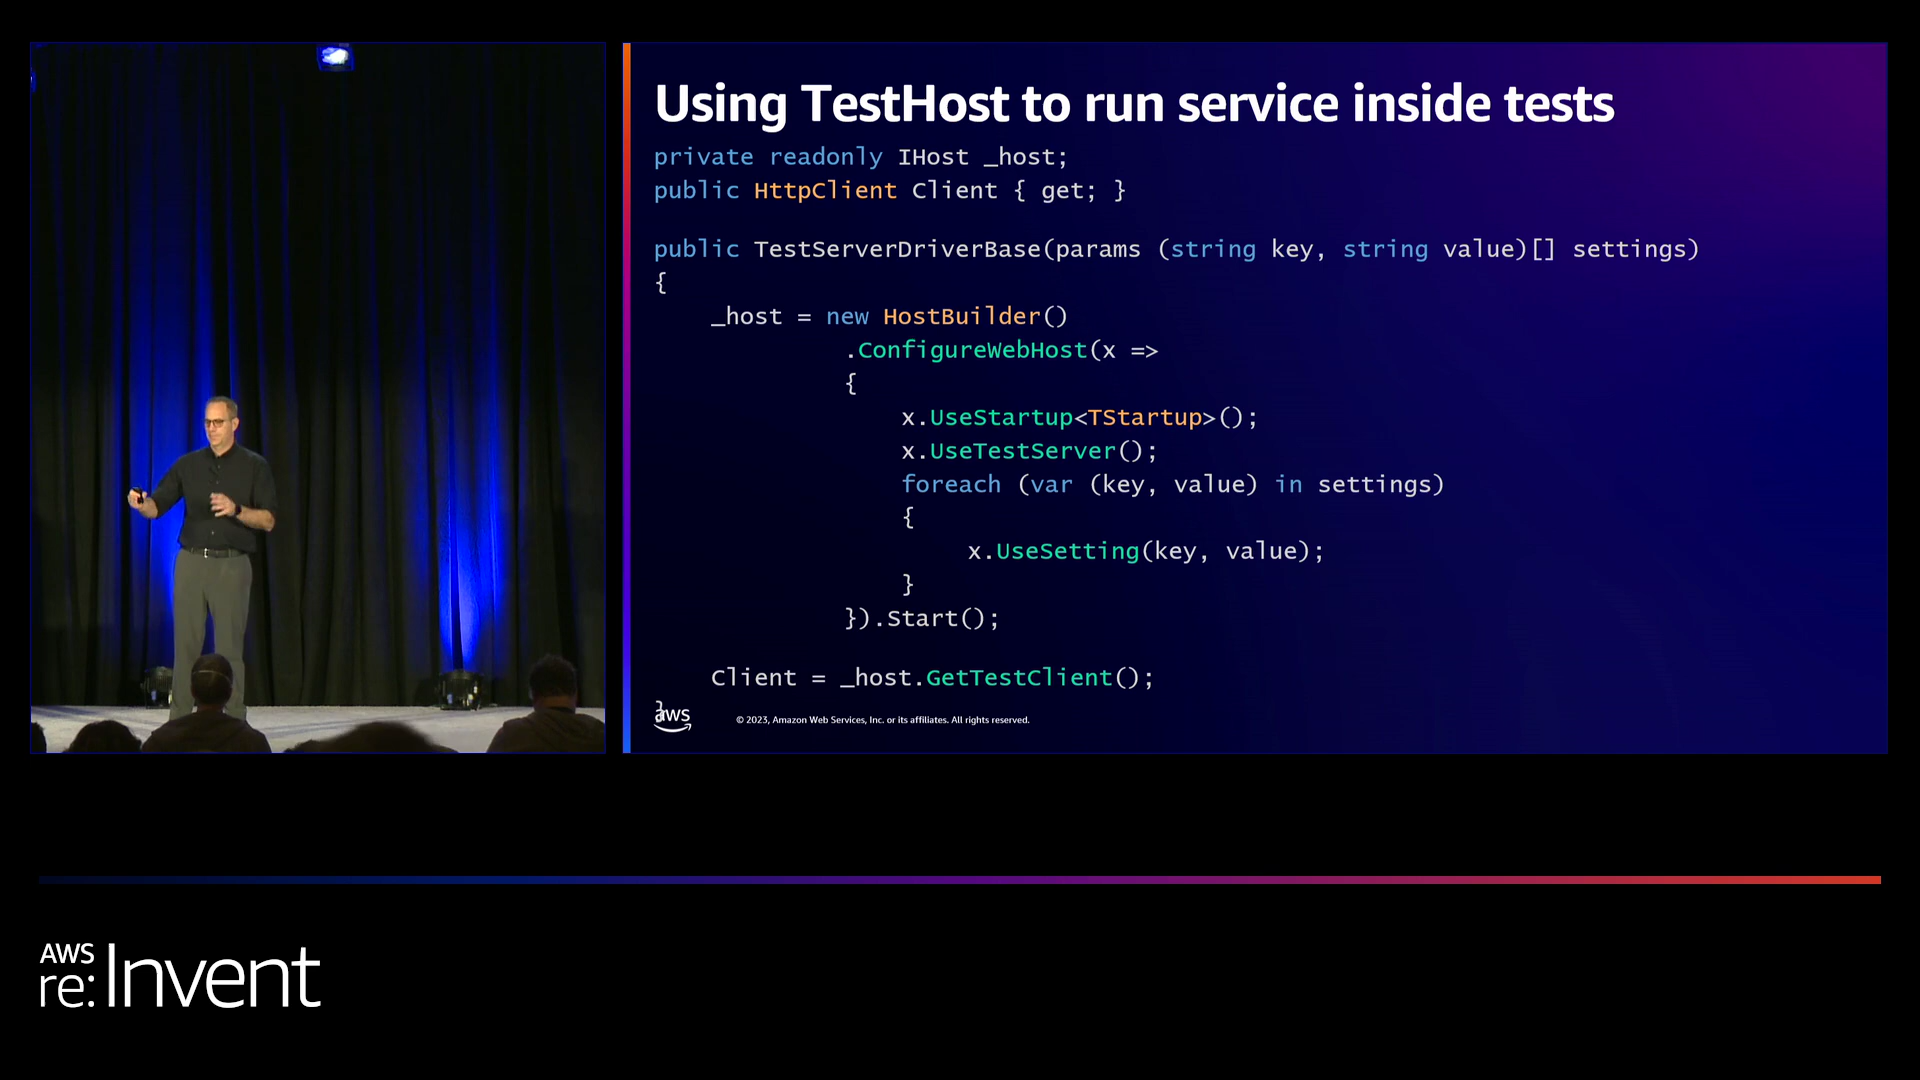 Using TestHost to run service inside tests
private readonly IHost _host;
public HttpClient Client { get; }
public TestServerDriverBase(params (string key, string value)[] settings)
{
_host = new HostBuilder()
.ConfigureWebHost(x =>
{
x.UseStartup<TStartup>();
x.UseTestServer();
foreach (var (key, value) in settings)
{
x.UseSetting(key, value);
}
}).Start();
Client = _host.GetTestClient();
}
aws
© 2023, Amazon Web Services, Inc. or its affiliates. All rights reserved.
AWS
re:Invent